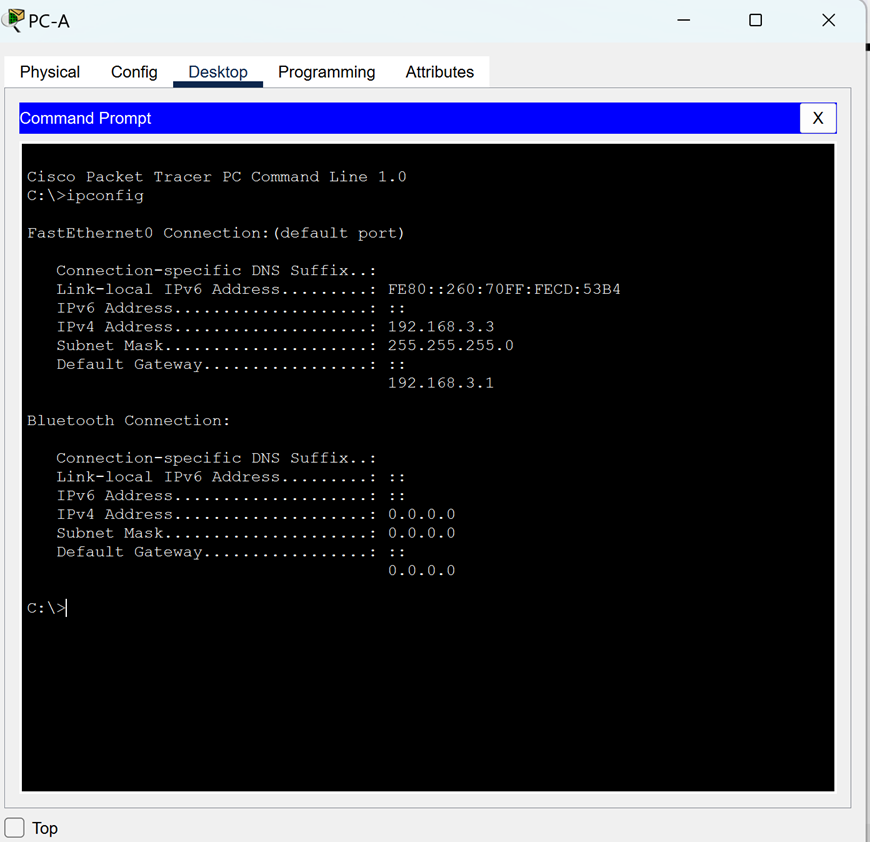 PC-A
Physical Config Desktop Programming Attributes
Command Prompt X
Cisco Packet Tracer PC Command Line 1.0
C:\>ipconfig
FastEthernet0 Connection:(default port)
Connection-specific DNS Suffix..:
Link-local IPv6 Address.........: FE80::260:70FF:FECD:53B4
IPv6 Address....................: ::
IPv4 Address....................: 192.168.3.3
Subnet Mask.....................: 255.255.255.0
Default Gateway.................: ::
192.168.3.1
Bluetooth Connection:
Connection-specific DNS Suffix..:
Link-local IPv6 Address.........: ::
IPv6 Address....................: ::
IPv4 Address....................: 0.0.0.0
Subnet Mask.....................: 0.0.0.0
Default Gateway.................: ::
0.0.0.0
C:\>
Top